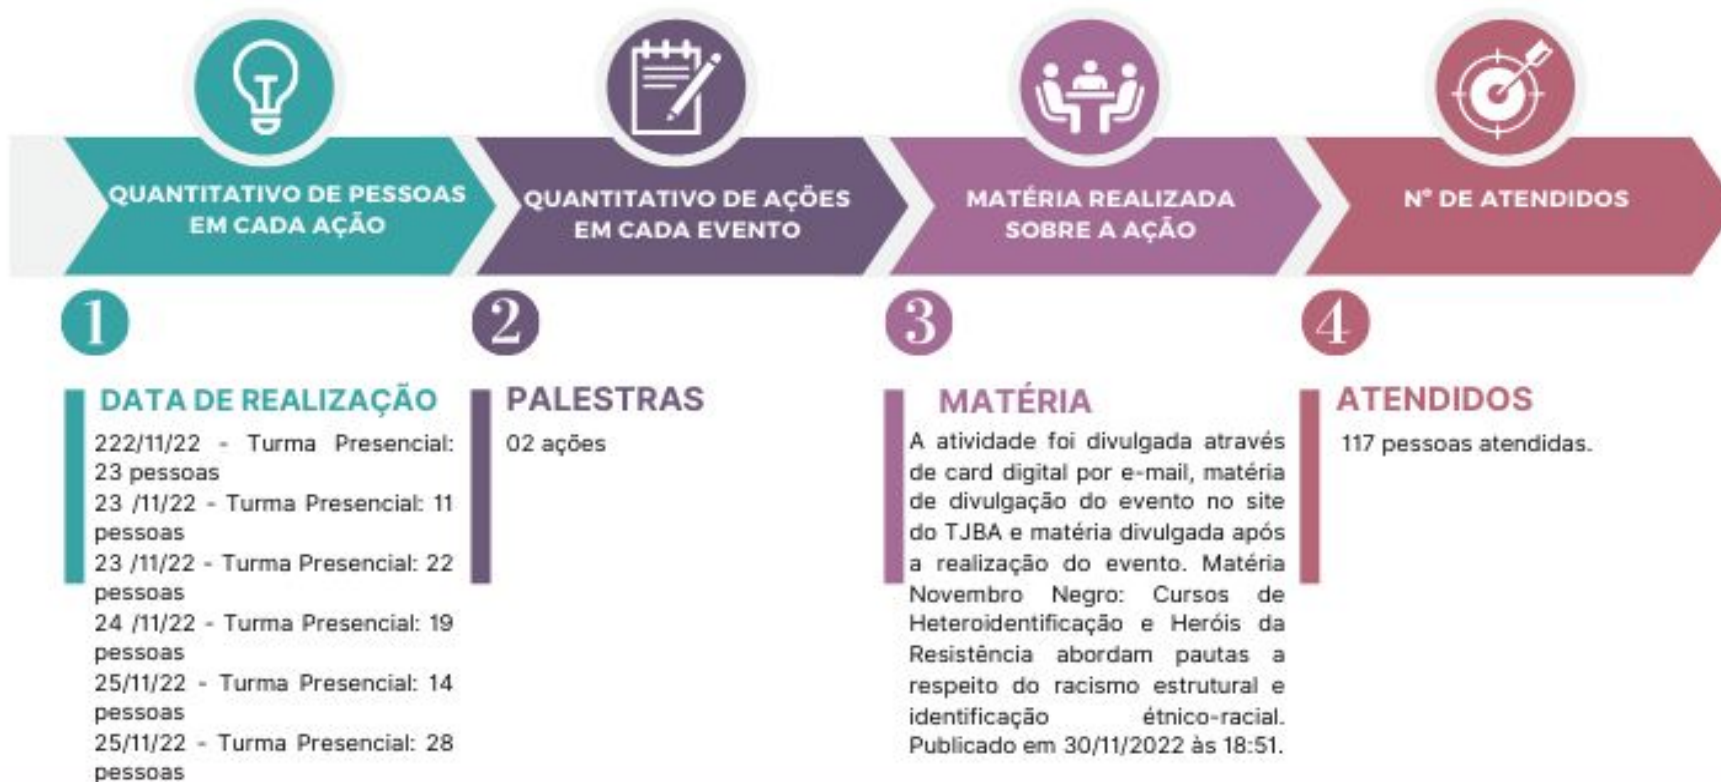 QUANTITATIVO DE PESSOAS
EM CADA AÇÃO
QUANTITATIVO DE AÇÕES
EM CADA EVENTO
MATÉRIA REALIZADA
SOBRE A AÇÃO
Nº DE ATENDIDOS
1
DATA DE REALIZAÇÃO
222/11/22 - Turma Presencial:
23 pessoas
23 /11/22 - Turma Presencial: 11
pessoas
23 /11/22 - Turma Presencial: 22
pessoas
24 /11/22 - Turma Presencial: 19
pessoas
25/11/22 - Turma Presencial: 14
pessoas
25/11/22 - Turma Presencial: 28
pessoas
2
PALESTRAS
02 ações
3
MATÉRIA
A atividade foi divulgada através
de card digital por e-mail, matéria
de divulgação do evento no site
do TJBA e matéria divulgada após
a realização do evento. Matéria
Novembro Negro: Cursos de
Heteroidentificação e Heróis da
Resistência abordam pautas a
respeito do racismo estrutural e
identificação étnico-racial.
Publicado em 30/11/2022 às 18:51.
4
ATENDIDOS
117 pessoas atendidas.